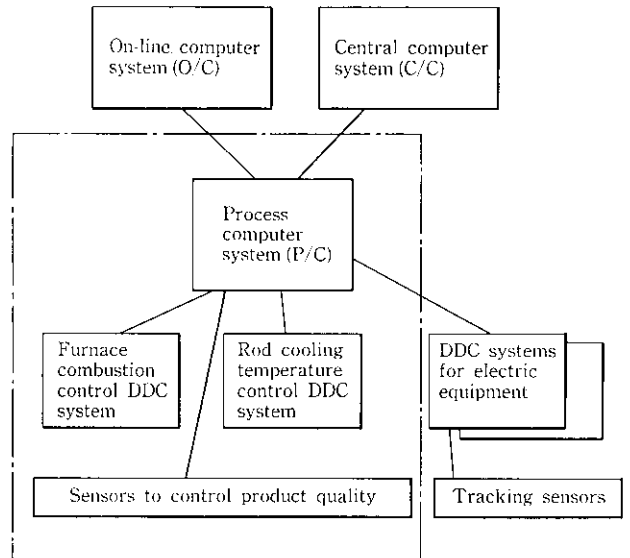 On-line computer
system (O/C)
Central computer
system (C/C)
Process
computer
system (P/C)
Furnace
combustion
control DDC
system
Rod cooling
temperature
control DDC
system
DDC systems
for electric
equipment
Sensors to control product quality
Tracking sensors